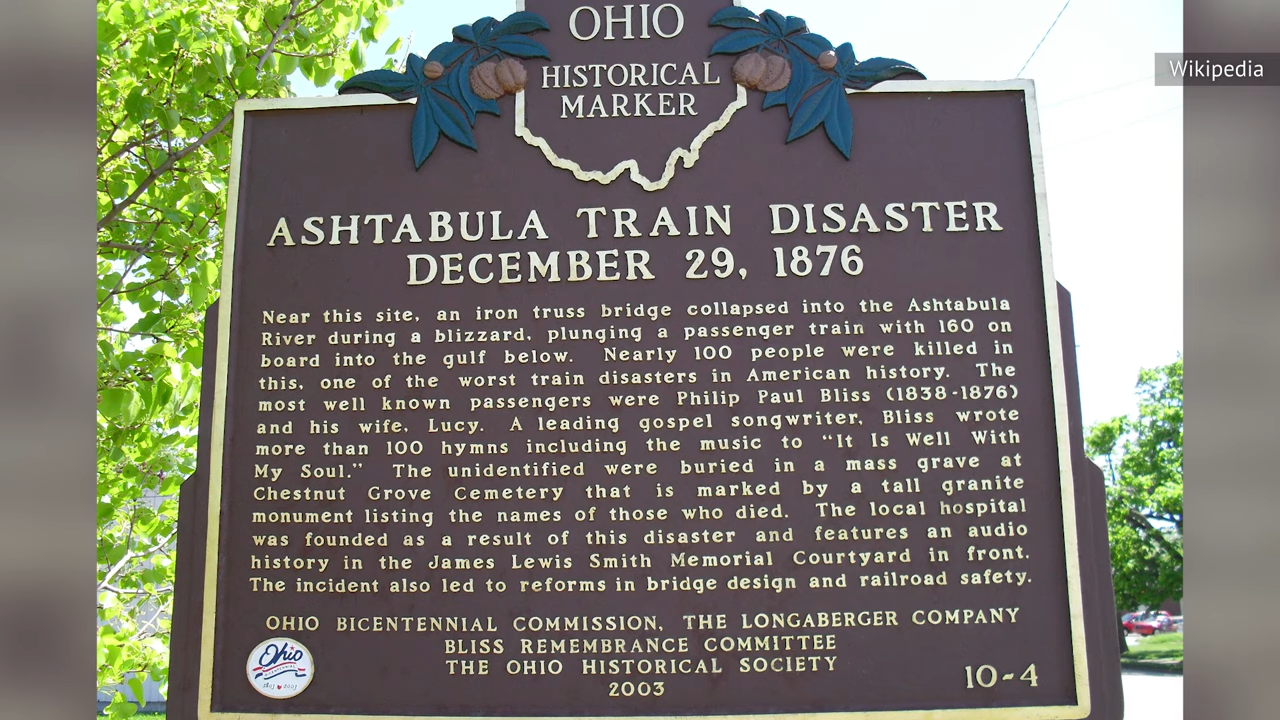 OHIO
HISTORICAL
MARKER
Wikipedia
ASHTABULA TRAIN DISASTER
DECEMBER 29, 1876
Near this site, an iron truss bridge collapsed into the Ashtabula
River during a blizzard, plunging a passenger train with 160 on
board into the gulf below. Nearly 100 people were killed in
this, one of the worst train disasters in American history. The
most well known passengers were Philip Paul Bliss (1838-1876)
and his wife, Lucy. A leading gospel songwriter, Bliss wrote
more than 100 hymns including the music to “It Is Well With
My Soul.” The unidentified were buried in a mass grave at
Chestnut Grove Cemetery that is marked by a tall granite
monument listing the names of those who died. The local hospital
was founded as a result of this disaster and features an audio
history in the James Lewis Smith Memorial Courtyard in front.
The incident also led to reforms in bridge design and railroad safety.
OHIO BICENTENNIAL COMMISSION, THE LONGABERGER COMPANY
BLISS REMEMBRANCE COMMITTEE
THE OHIO HISTORICAL SOCIETY
2003
10-4
Ohio
BICENTENNIAL
1803 2003